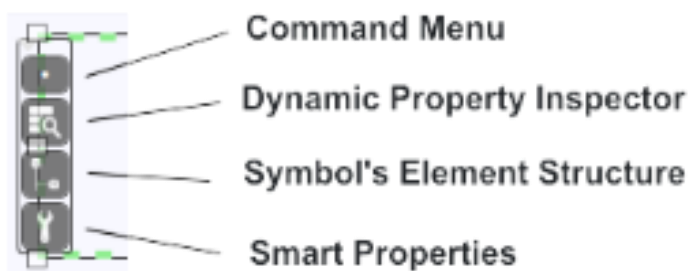 Command Menu
Dynamic Property Inspector
Symbol's Element Structure
Smart Properties